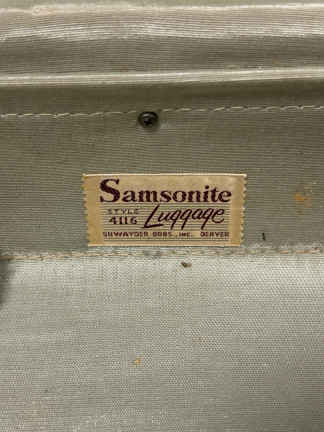 Samsonite
STYLE
4116 Luggage
SHWAYDER BROS., INC. DENVER